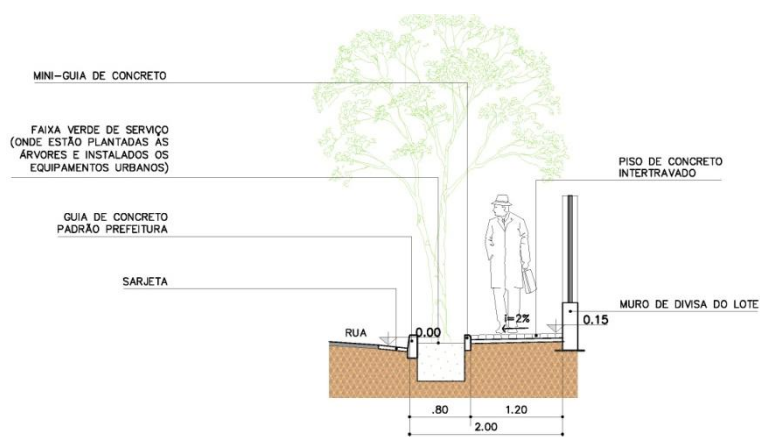 MINI-GUIA DE CONCRETO
FAIXA VERDE DE SERVIÇO
(ONDE ESTÃO PLANTADAS AS
ÁRVORES E INSTALADOS OS
EQUIPAMENTOS URBANOS)
PISO DE CONCRETO
INTERTRAVADO
GUIA DE CONCRETO
PADRÃO PREFEITURA
SARJETA
MURO DE DIVISA DO LOTE
RUA
0.00
i=2%
0.15
.80
1.20
2.00